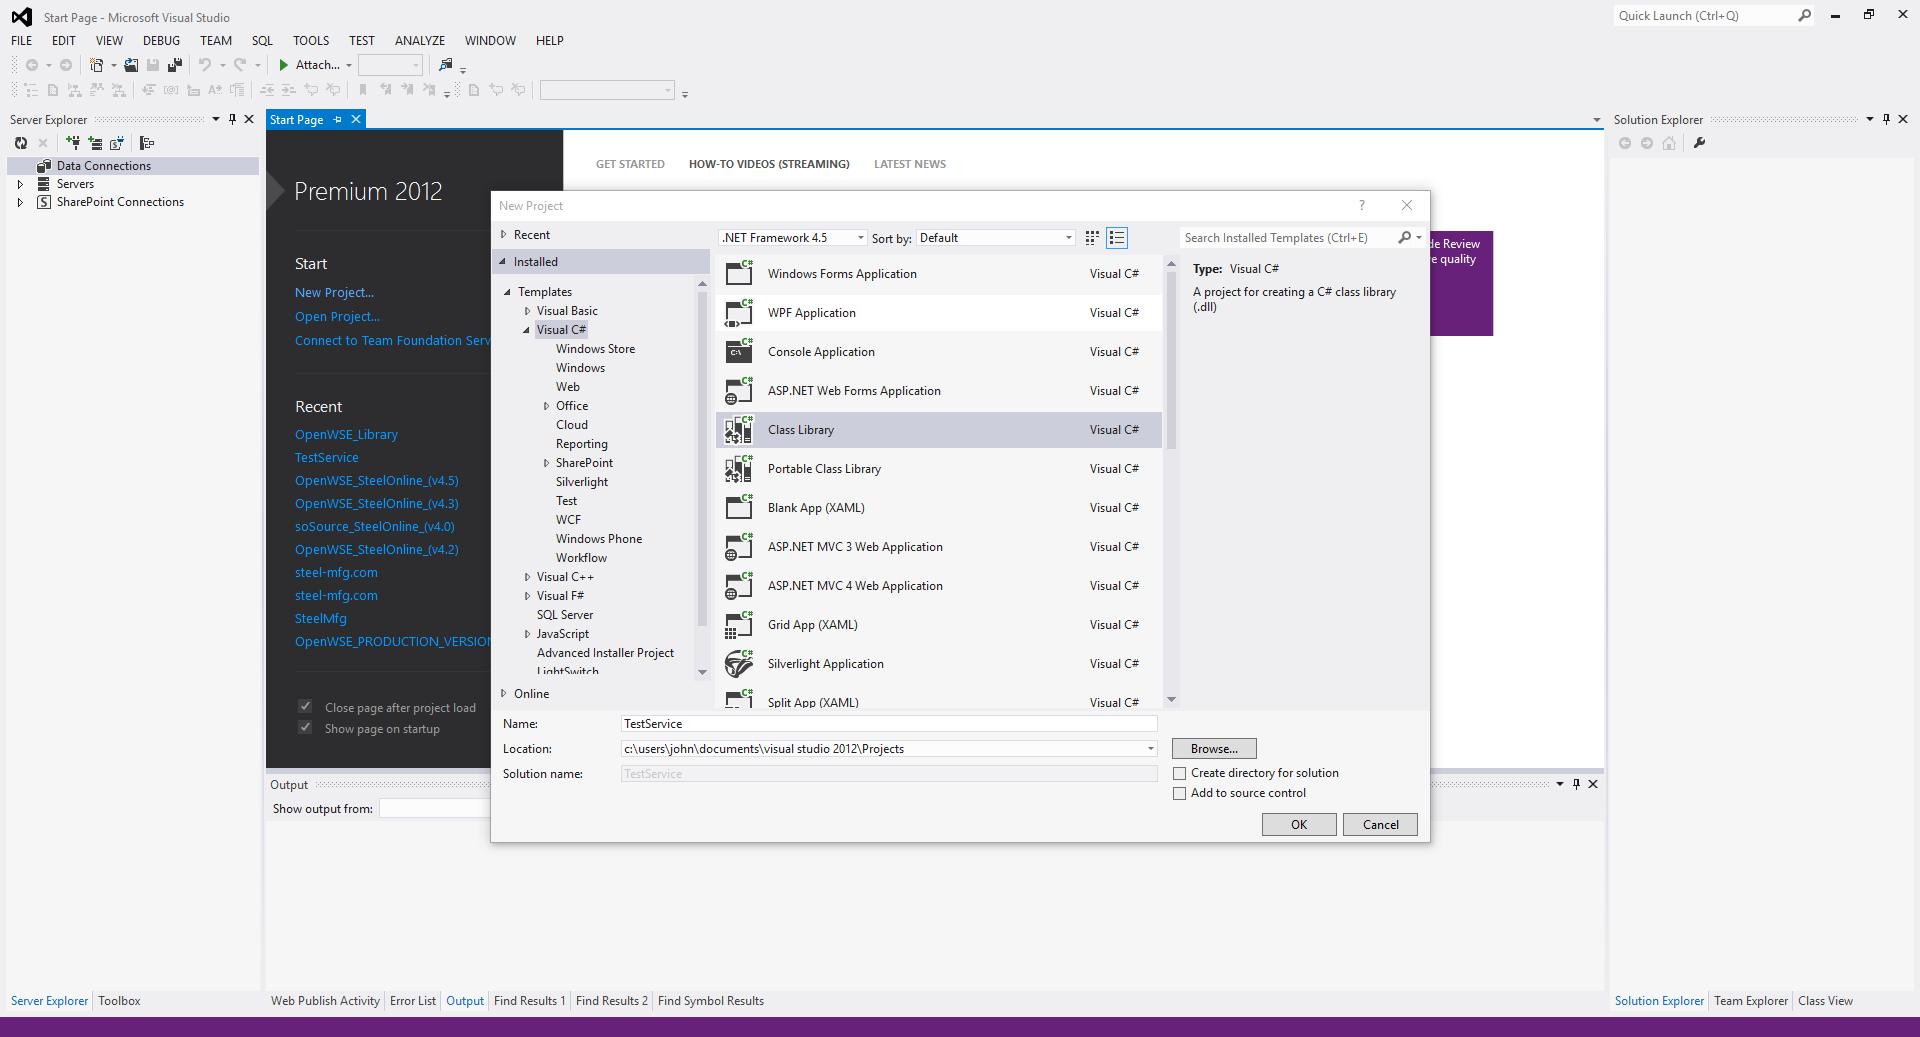 Start Page - Microsoft Visual Studio
Quick Launch (Ctrl+Q)
FILE EDIT VIEW DEBUG TEAM SQL TOOLS TEST ANALYZE WINDOW HELP
Attach...
Server Explorer
Data Connections
Servers
SharePoint Connections
Start Page
Premium 2012
Start
New Project...
Open Project...
Connect to Team Foundation Serv
Recent
OpenWSE_Library
TestService
OpenWSE_SteelOnline_(v4.5)
OpenWSE_SteelOnline_(v4.3)
soSource_SteelOnline_(v4.0)
OpenWSE_SteelOnline_(v4.2)
steel-mfg.com
steel-mfg.com
SteelMfg
OpenWSE_PRODUCTION_VERSION
Close page after project load
Show page on startup
GET STARTED HOW-TO VIDEOS (STREAMING) LATEST NEWS
de Review
e quality
New Project
?
Recent
Installed
Templates
Visual Basic
Visual C#
Windows Store
Windows
Web
Office
Cloud
Reporting
SharePoint
Silverlight
Test
WCF
Windows Phone
Workflow
Visual C++
Visual F#
SQL Server
JavaScript
Advanced Installer Project
LightSwitch
Online
.NET Framework 4.5 Sort by: Default
Search Installed Templates (Ctrl+E)
Windows Forms Application Visual C#
WPF Application Visual C#
Console Application Visual C#
ASP.NET Web Forms Application Visual C#
Class Library Visual C#
Portable Class Library Visual C#
Blank App (XAML) Visual C#
ASP.NET MVC 3 Web Application Visual C#
ASP.NET MVC 4 Web Application Visual C#
Grid App (XAML) Visual C#
Silverlight Application Visual C#
Split App (XAML) Visual C#
Type: Visual C#
A project for creating a C# class library
(.dll)
Name: TestService
Location: c:\users\john\documents\visual studio 2012\Projects
Browse...
Solution name: TestService
Create directory for solution
Add to source control
OK Cancel
Output
Show output from:
Solution Explorer
Server Explorer Toolbox
Web Publish Activity Error List Output Find Results 1 Find Results 2 Find Symbol Results
Solution Explorer Team Explorer Class View